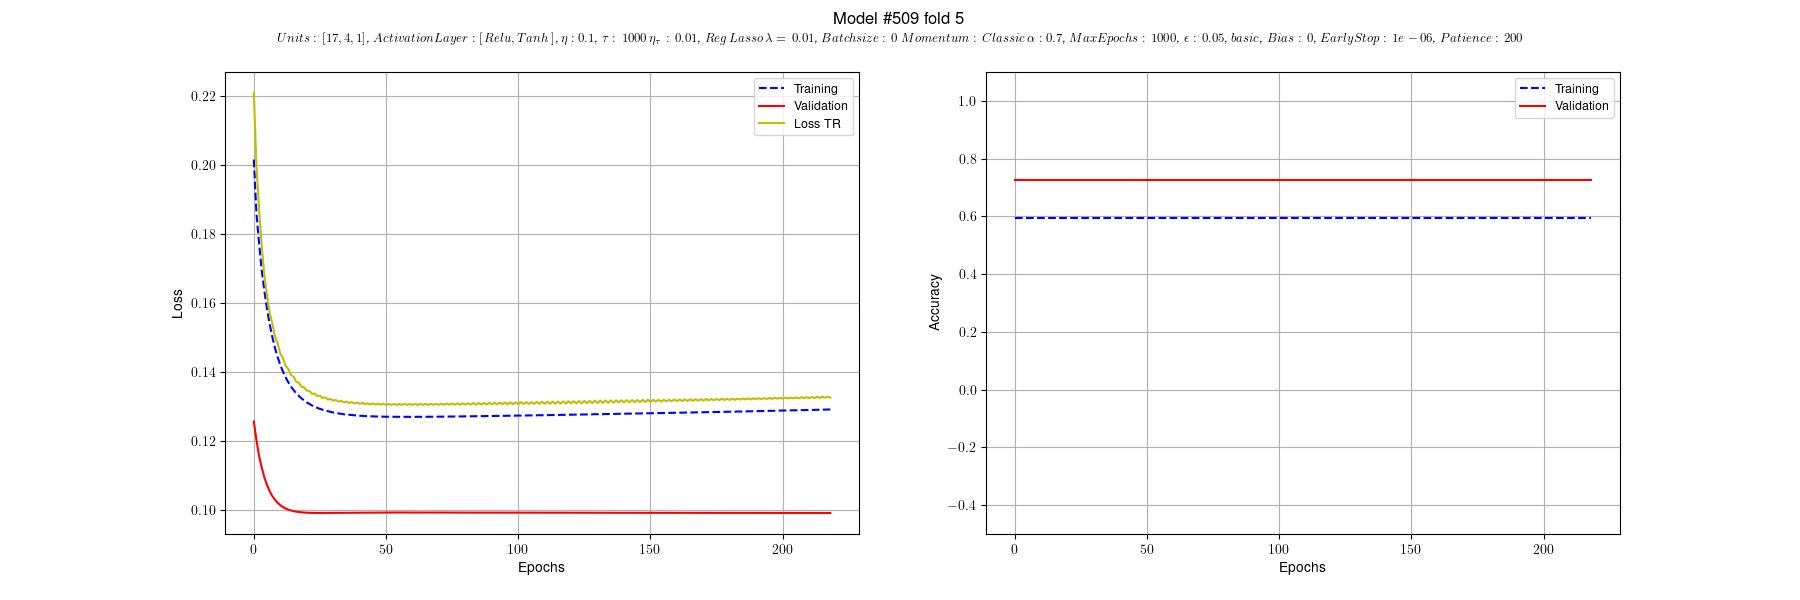 Model #509 fold 5
Units : [17, 4, 1], ActivationLayer : [Relu, Tanh], η : 0.1, τ : 1000 η_τ : 0.01, Reg Lasso λ = 0.01, Batchsize : 0 Momentum : Classic α : 0.7, MaxEpochs : 1000, ϵ : 0.05, basic, Bias : 0, EarlyStop : 1e − 06, Patience : 200
Training
Validation
Loss TR
0.22
0.20
0.18
0.16
0.14
0.12
0.10
Loss
0 50 100 150 200
Epochs
Training
Validation
1.0
0.8
0.6
0.4
0.2
0.0
−0.2
−0.4
Accuracy
0 50 100 150 200
Epochs